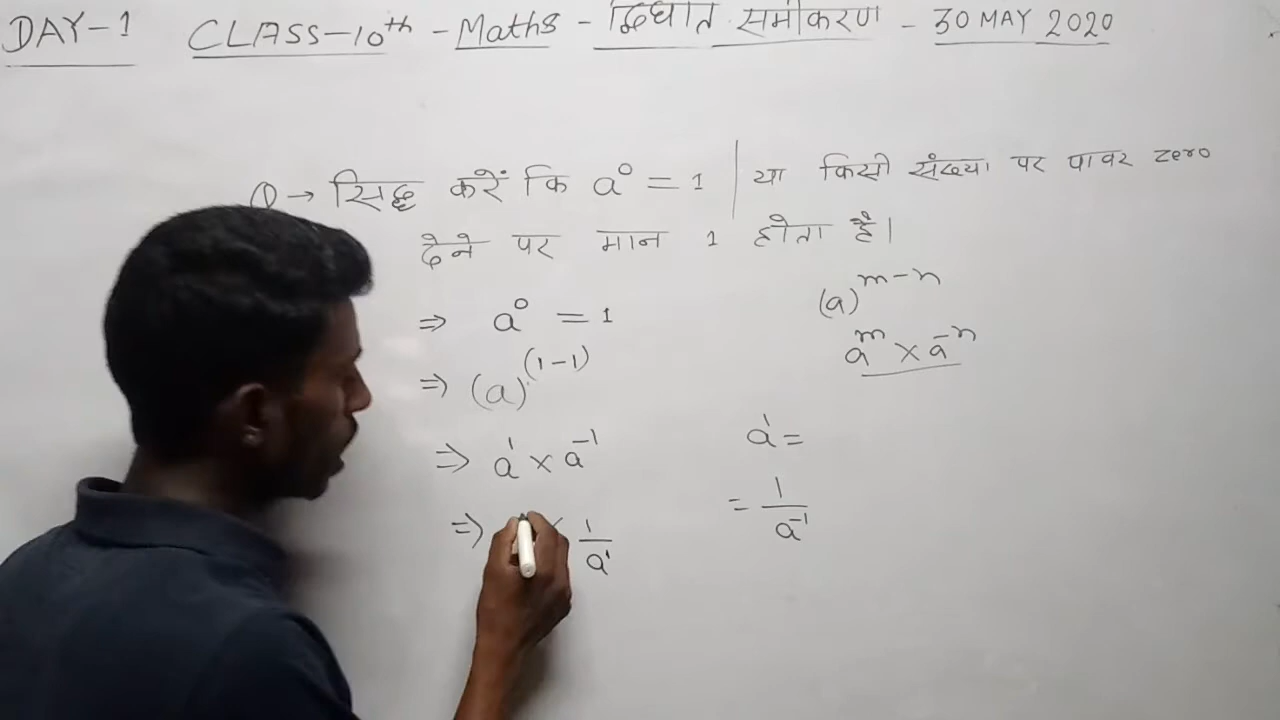 DAY-1 CLASS-10th - Maths - द्विघात समीकरण - 30 MAY 2020
Q → सिद्ध करें कि a⁰ = 1 | या किसी संख्या पर पावर zero
देने पर मान 1 होता है।
⇒ a⁰ = 1
⇒ (a)⁽¹⁻¹⁾
⇒ a¹ × a⁻¹
⇒ × 1/a¹
(a)ᵐ⁻ⁿ
aᵐ × a⁻ⁿ
a¹ =
= 1/a⁻¹